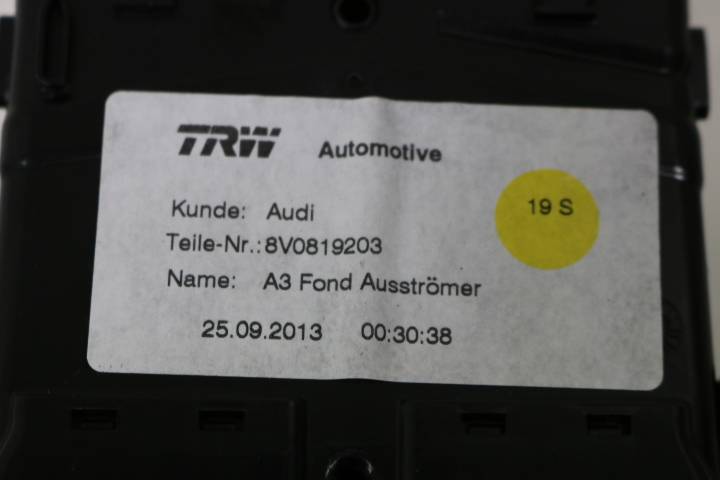 TRW Automotive
19 S
Kunde: Audi
Teile-Nr.:8V0819203
Name: A3 Fond Ausströmer
25.09.2013 00:30:38